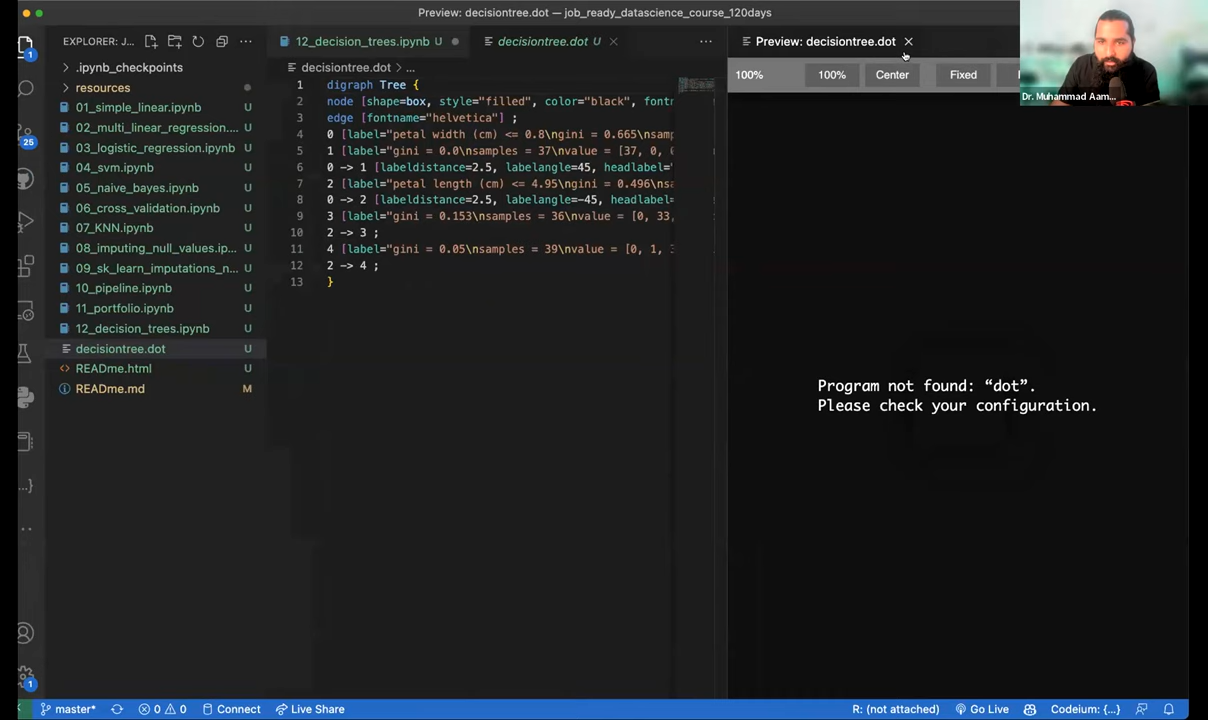 Preview: decisiontree.dot — job_ready_datascience_course_120days
EXPLORER: J...
12_decision_trees.ipynb U
decisiontree.dot U
Preview: decisiontree.dot
decisiontree.dot > ...
100%
100%
Center
Fixed
Dr. Muhammad Aam...
.ipynb_checkpoints
resources
01_simple_linear.ipynb U
02_multi_linear_regression.... U
03_logistic_regression.ipynb U
04_svm.ipynb U
05_naive_bayes.ipynb U
06_cross_validation.ipynb U
07_KNN.ipynb U
08_imputing_null_values.ip... U
09_sk_learn_imputations_n... U
10_pipeline.ipynb U
11_portfolio.ipynb U
12_decision_trees.ipynb U
decisiontree.dot U
READme.html U
READme.md M
1
25
1
1 digraph Tree {
2 node [shape=box, style="filled", color="black", fontn
3 edge [fontname="helvetica"] ;
4 0 [label="petal width (cm) <= 0.8\ngini = 0.665\nsamp
5 1 [label="gini = 0.0\nsamples = 37\nvalue = [37, 0, 0
6 0 -> 1 [labeldistance=2.5, labelangle=45, headlabel="
7 2 [label="petal length (cm) <= 4.95\ngini = 0.496\nsa
8 0 -> 2 [labeldistance=2.5, labelangle=-45, headlabel=
9 3 [label="gini = 0.153\nsamples = 36\nvalue = [0, 33,
10 2 -> 3 ;
11 4 [label="gini = 0.05\nsamples = 39\nvalue = [0, 1, 3
12 2 -> 4 ;
13 }
Program not found: “dot”.
Please check your configuration.
master* 0 0 Connect Live Share
R: (not attached) Go Live Codeium: {...}